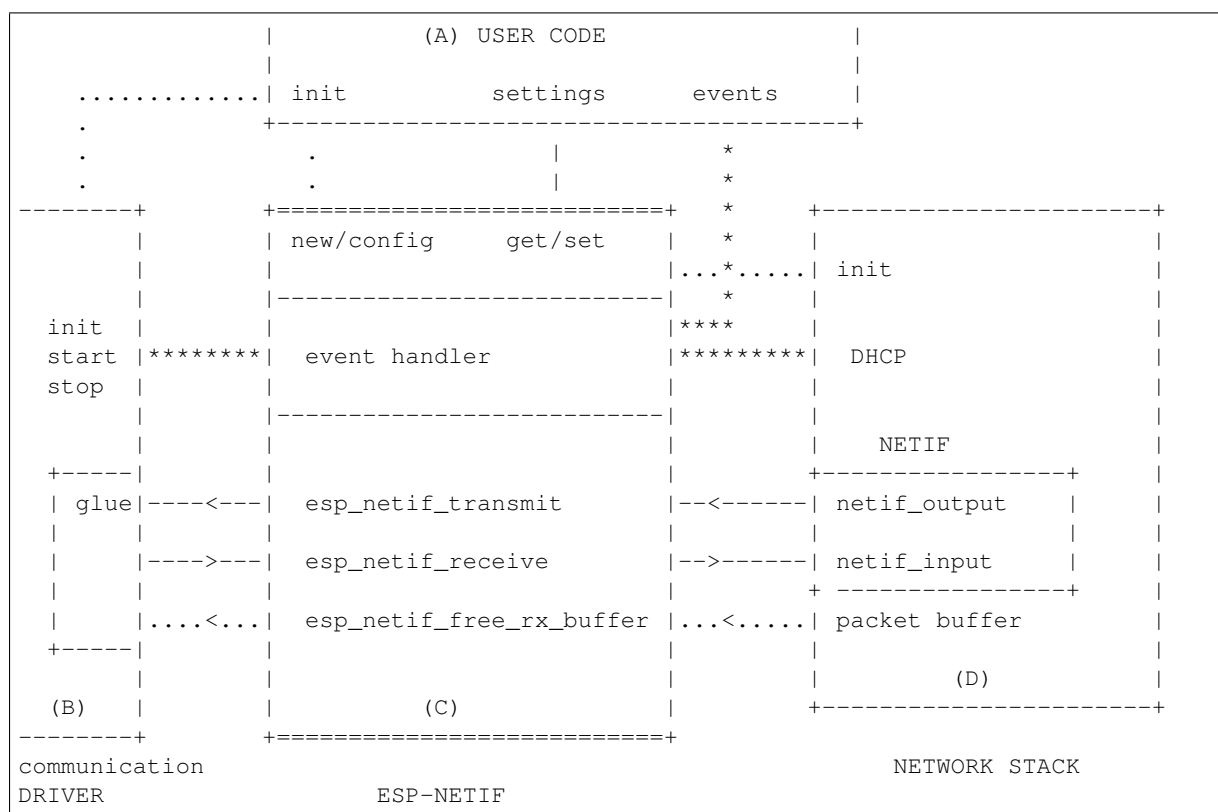 (A) USER CODE
init settings events
new/config get/set
init
init
start event handler DHCP
stop
NETIF
glue esp_netif_transmit netif_output
esp_netif_receive netif_input
esp_netif_free_rx_buffer packet buffer
(D)
(B) (C)
communication NETWORK STACK
DRIVER ESP-NETIF